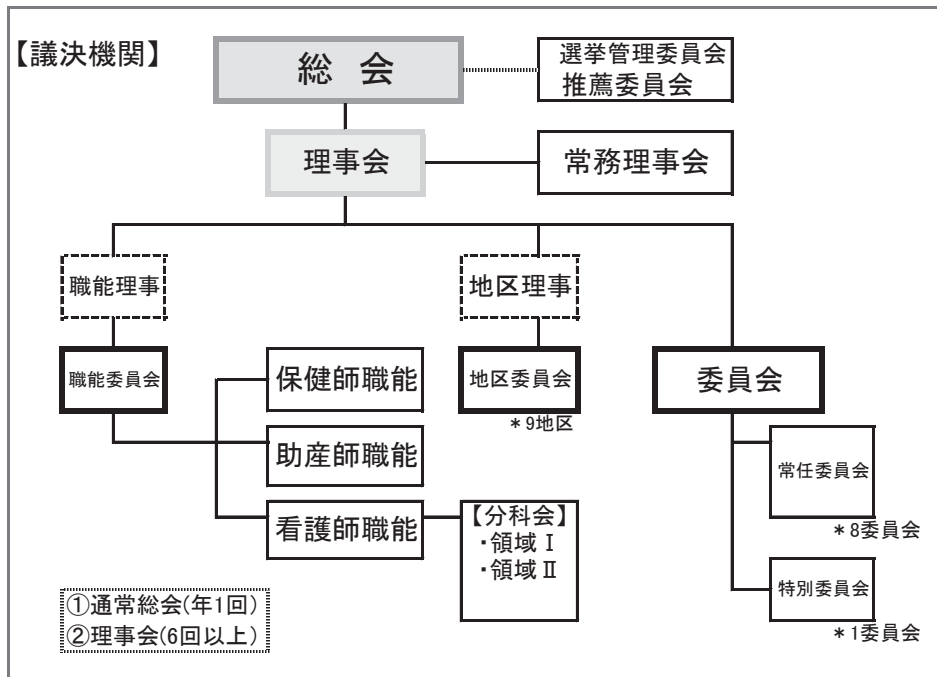 【議決機関】
総 会
選挙管理委員会
推薦委員会
理事会
常務理事会
職能理事
地区理事
職能委員会
保健師職能
地区委員会
委員会
＊9地区
助産師職能
常任委員会
看護師職能
【分科会】
・領域Ⅰ
・領域Ⅱ
＊8委員会
特別委員会
＊1委員会
①通常総会(年1回)
②理事会(6回以上)